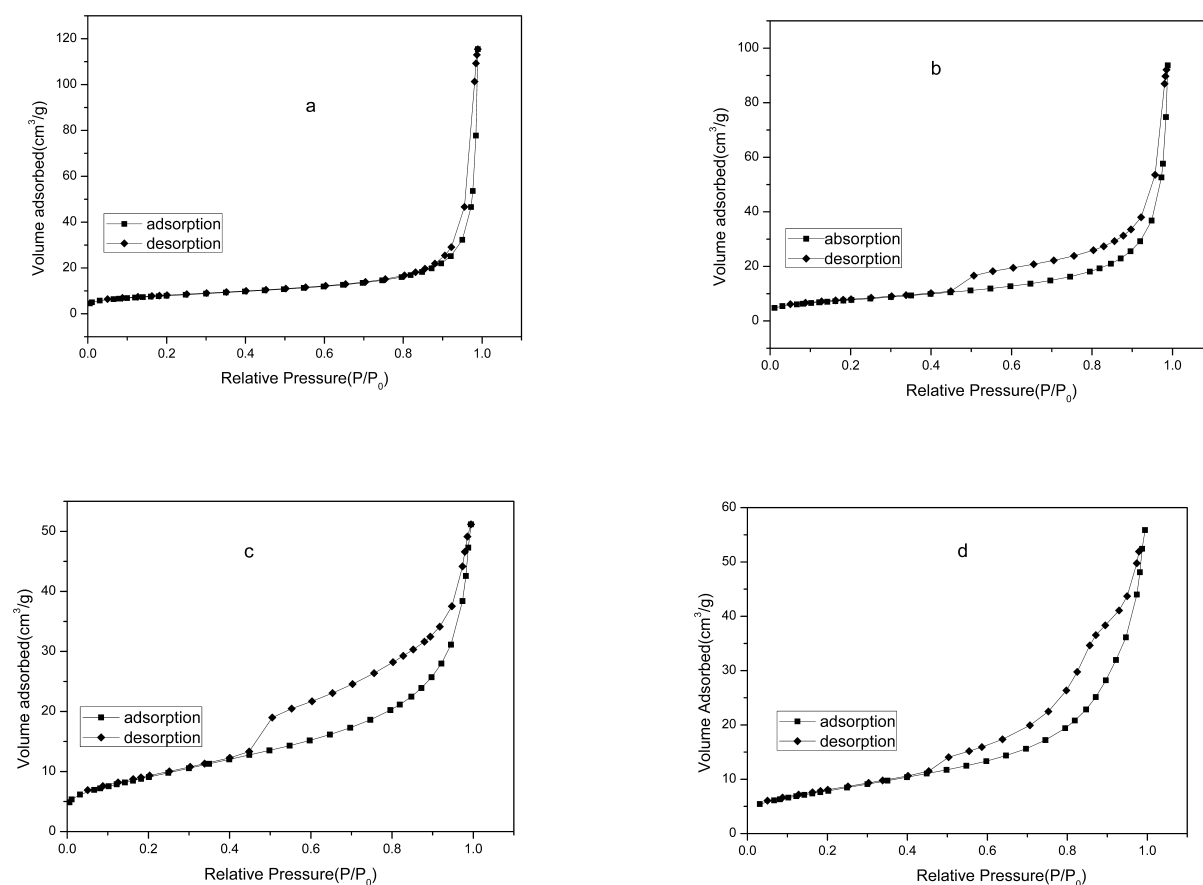 a
Volume adsorbed(cm³/g)
120
100
80
60
40
20
0
adsorption
desorption
0.0 0.2 0.4 0.6 0.8 1.0
Relative Pressure(P/P₀)
b
Volume adsorbed(cm³/g)
100
80
60
40
20
0
absorption
desorption
0.0 0.2 0.4 0.6 0.8 1.0
Relative Pressure(P/P₀)
c
Volume adsorbed(cm³/g)
50
40
30
20
10
0
adsorption
desorption
0.0 0.2 0.4 0.6 0.8 1.0
Relative Pressure(P/P₀)
d
Volume Adsorbed(cm³/g)
60
50
40
30
20
10
0
adsorption
desorption
0.0 0.2 0.4 0.6 0.8 1.0
Relative Pressure(P/P₀)